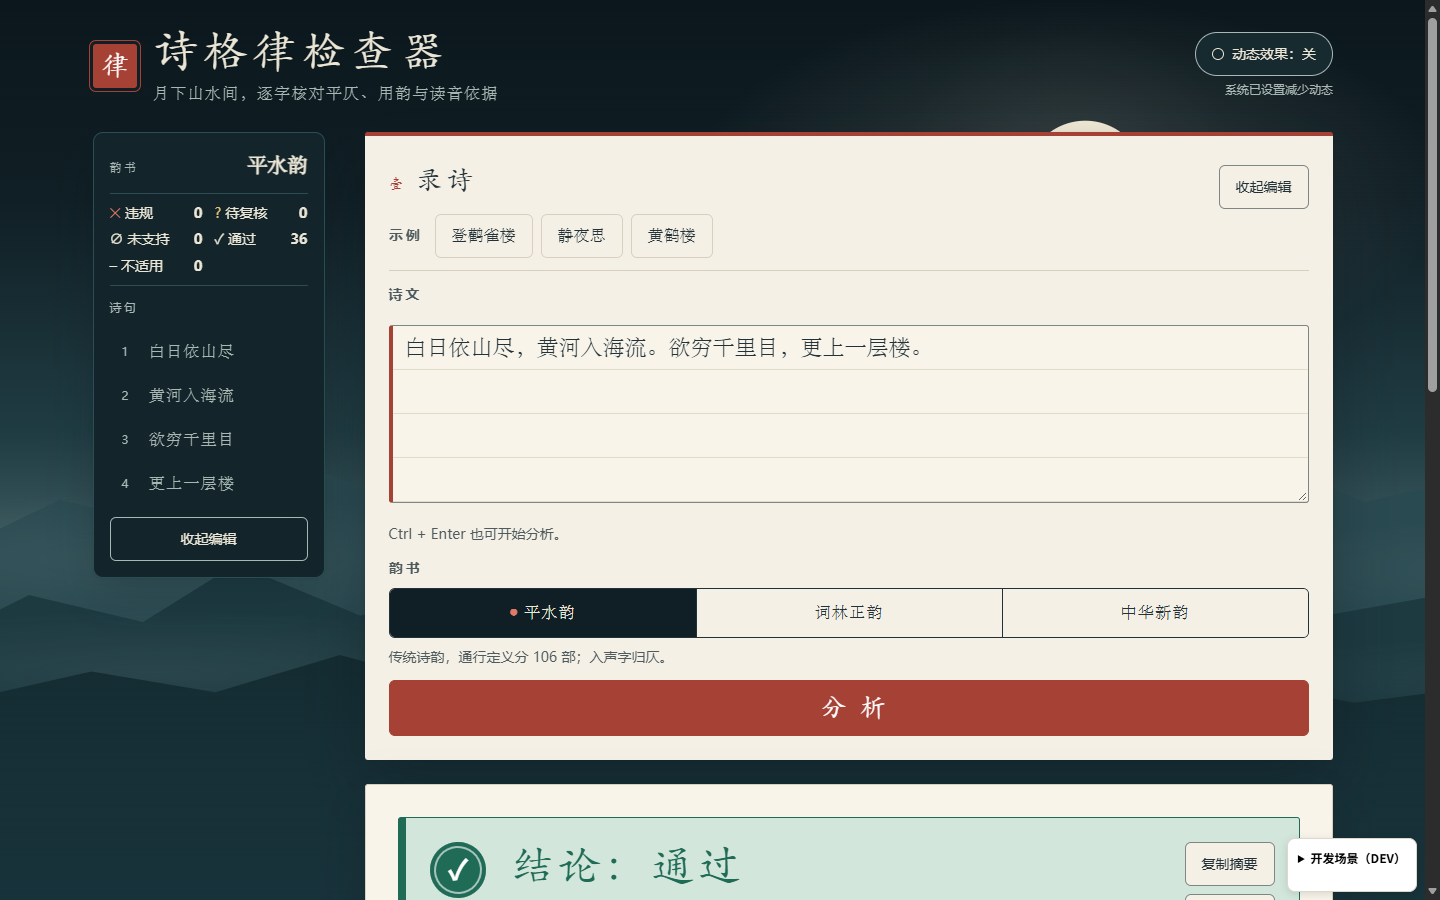 律
诗格律检查器
月下山水间，逐字核对平仄、用韵与读音依据
动态效果：关
系统已设置减少动态
韵书 平水韵
违规 0 ? 待复核 0
未支持 0 ✓ 通过 36
– 不适用 0
诗句
1 白日依山尽
2 黄河入海流
3 欲穷千里目
4 更上一层楼
收起编辑
壹 录诗
收起编辑
示例 登鹳雀楼 静夜思 黄鹤楼
诗文
白日依山尽，黄河入海流。欲穷千里目，更上一层楼。
Ctrl + Enter 也可开始分析。
韵书
平水韵 词林正韵 中华新韵
传统诗韵，通行定义分 106 部；入声字归仄。
分析
结论：通过
复制摘要
开发场景（DEV）